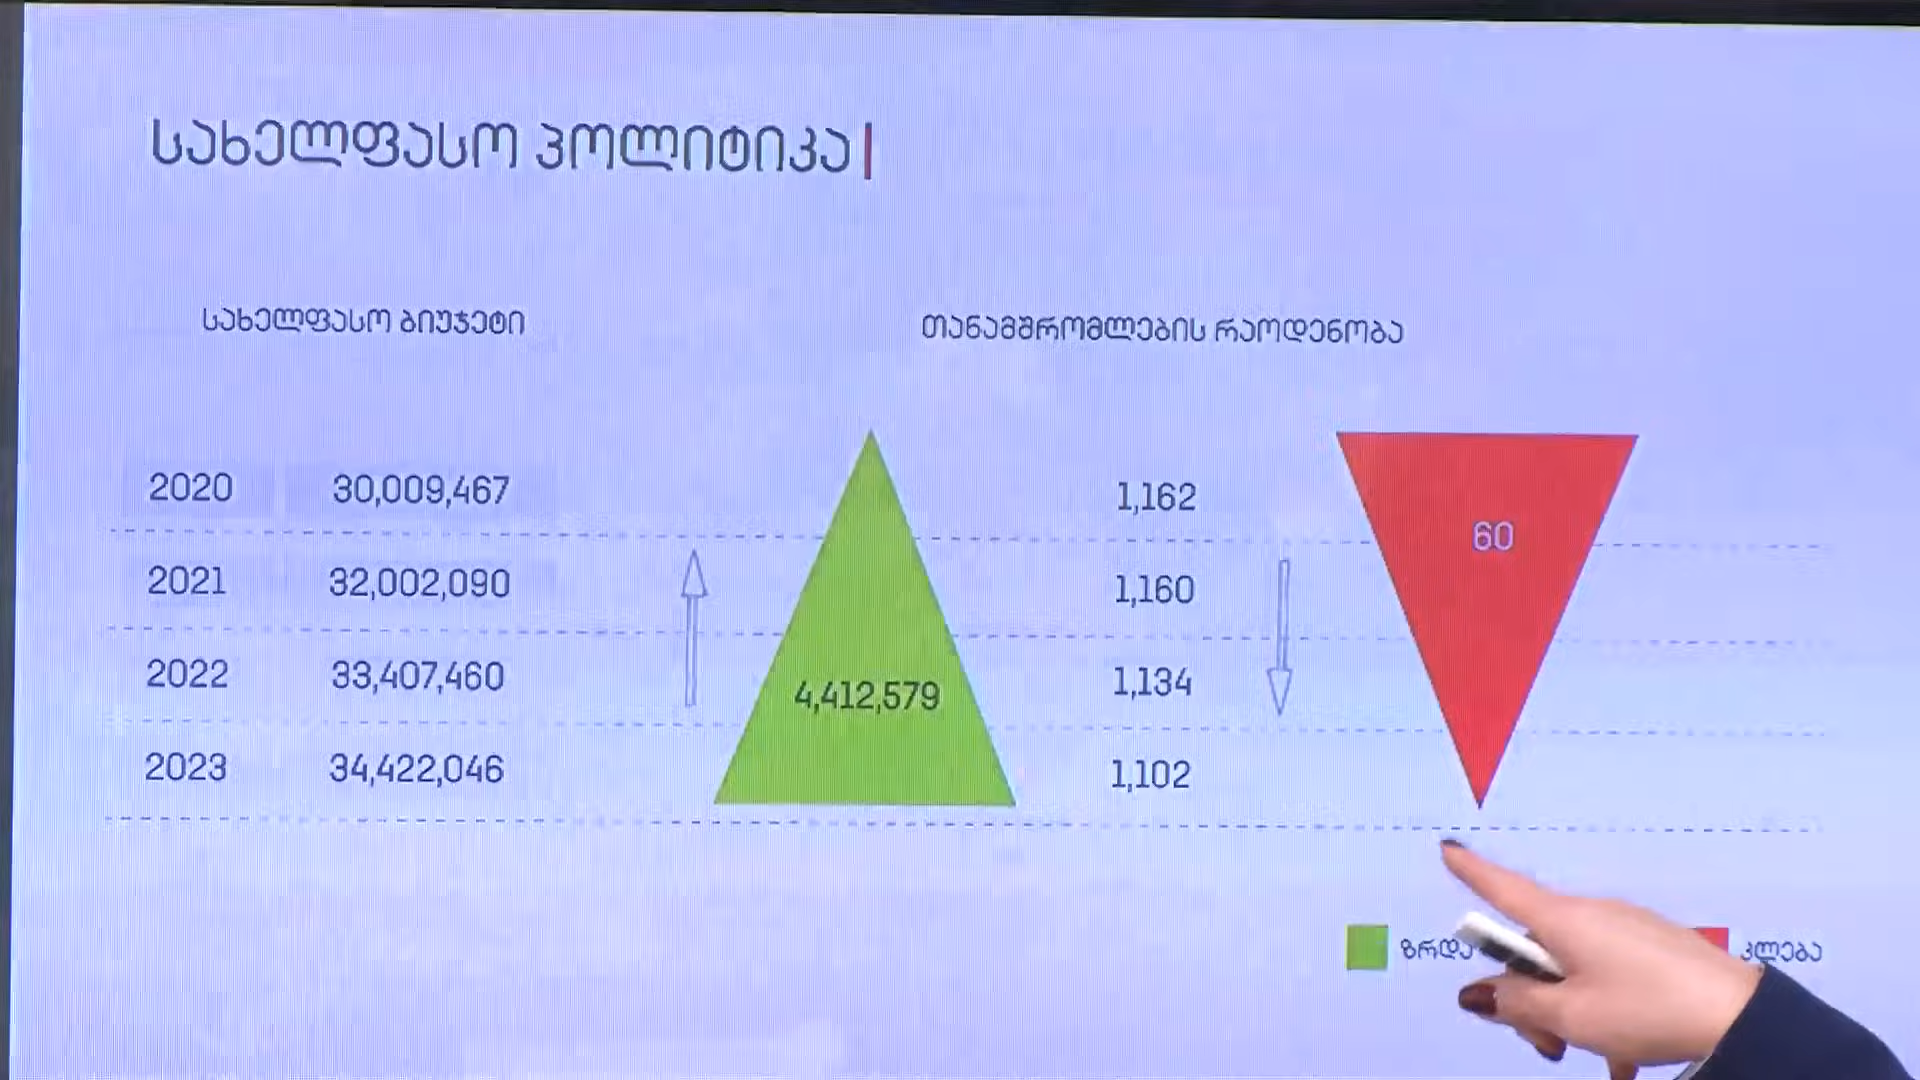 სახელფასო პოლიტიკა|
სახელფასო ბიუჯეტი
თანამშრომლების რაოდენობა
2020 30,009,467 1,162
60
2021 32,002,090 1,160
2022 33,407,460 4,412,579 1,134
2023 34,422,046 1,102
ზრდა კლება